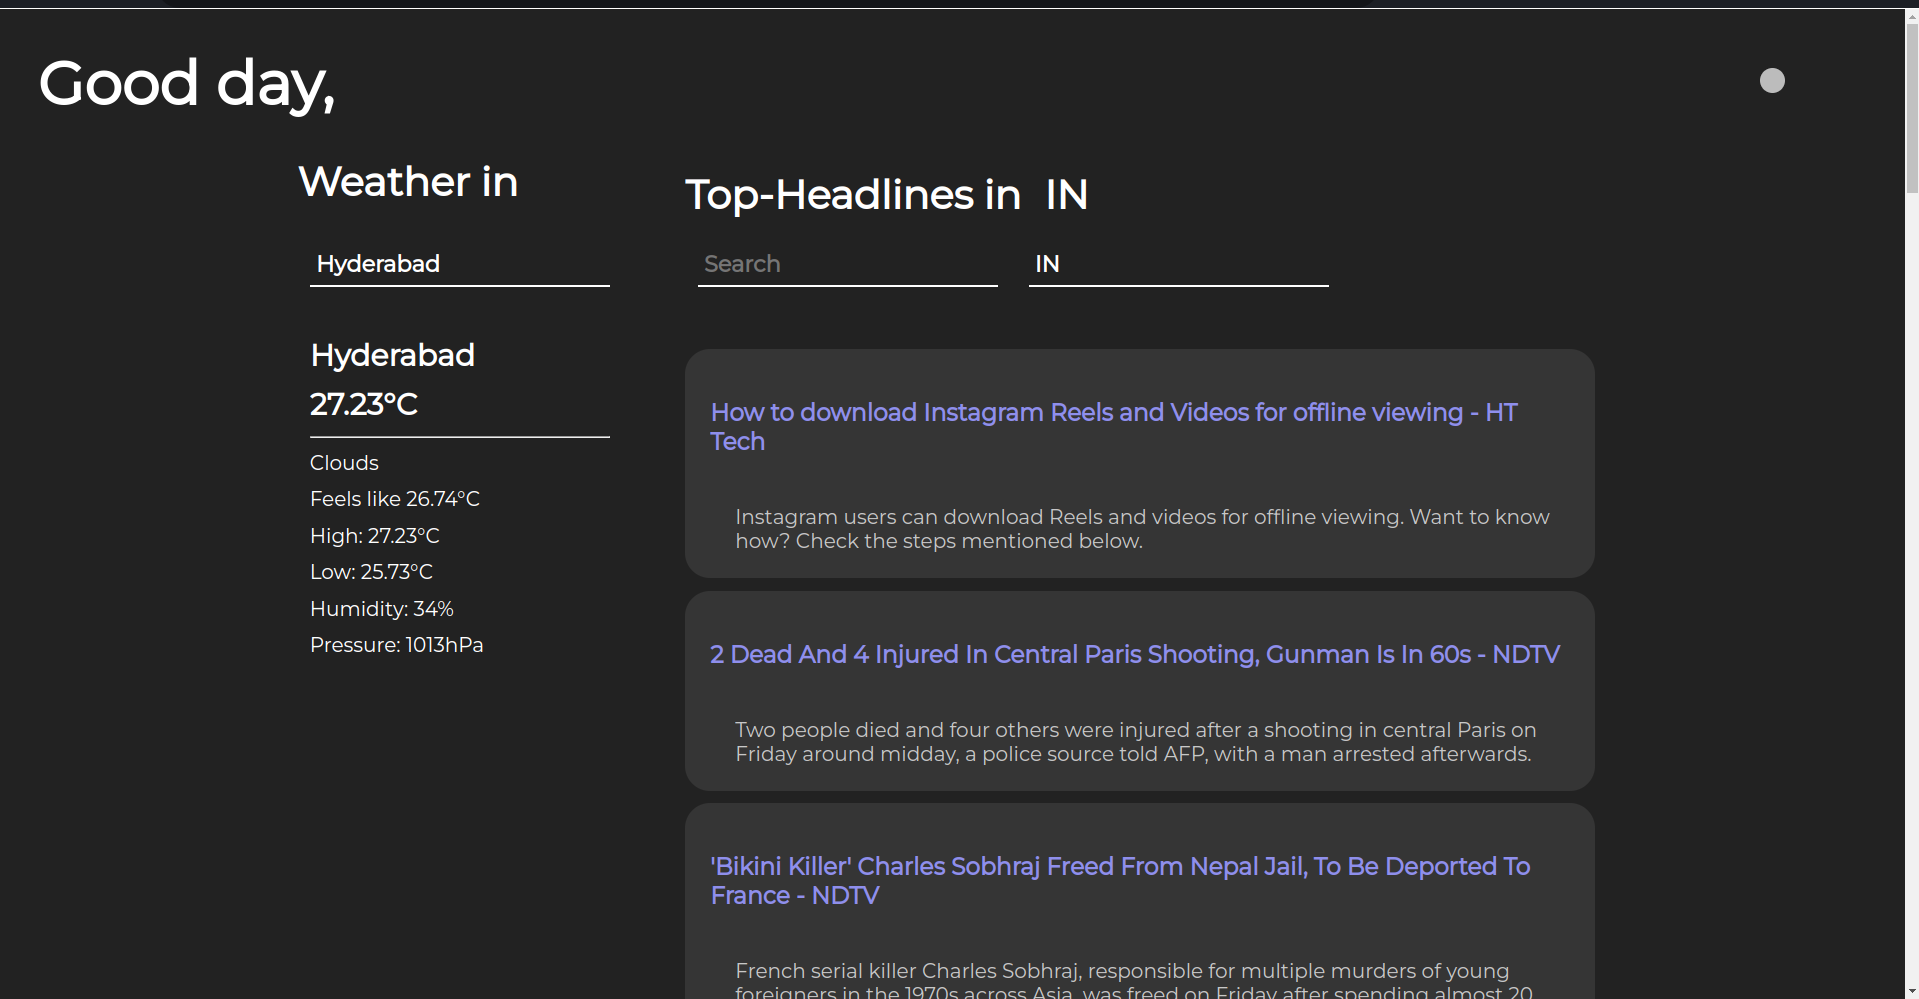 Good day,
Weather in
Hyderabad
Hyderabad
27.23°C
Clouds
Feels like 26.74°C
High: 27.23°C
Low: 25.73°C
Humidity: 34%
Pressure: 1013hPa
Top-Headlines in IN
Search
IN
How to download Instagram Reels and Videos for offline viewing - HT
Tech
Instagram users can download Reels and videos for offline viewing. Want to know
how? Check the steps mentioned below.
2 Dead And 4 Injured In Central Paris Shooting, Gunman Is In 60s - NDTV
Two people died and four others were injured after a shooting in central Paris on
Friday around midday, a police source told AFP, with a man arrested afterwards.
'Bikini Killer' Charles Sobhraj Freed From Nepal Jail, To Be Deported To
France - NDTV
French serial killer Charles Sobhraj, responsible for multiple murders of young
foreigners in the 1970s across Asia, was freed on Friday after spending almost 20